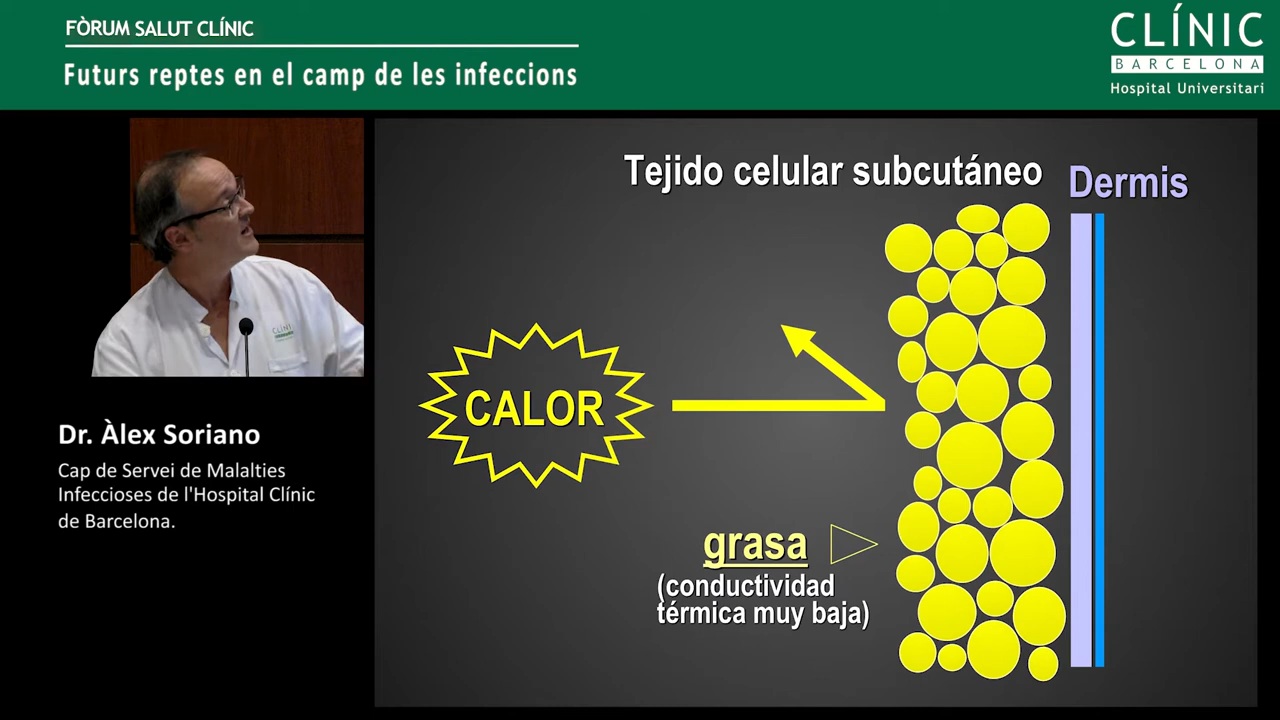 FÒRUM SALUT CLÍNIC
Futurs reptes en el camp de les infeccions
CLÍNIC
BARCELONA
Hospital Universitari
Tejido celular subcutáneo
Dermis
CALOR
grasa
(conductividad
térmica muy baja)
CLÍNIC
Dr. Àlex Soriano
Cap de Servei de Malalties
Infeccioses de l'Hospital Clínic
de Barcelona.